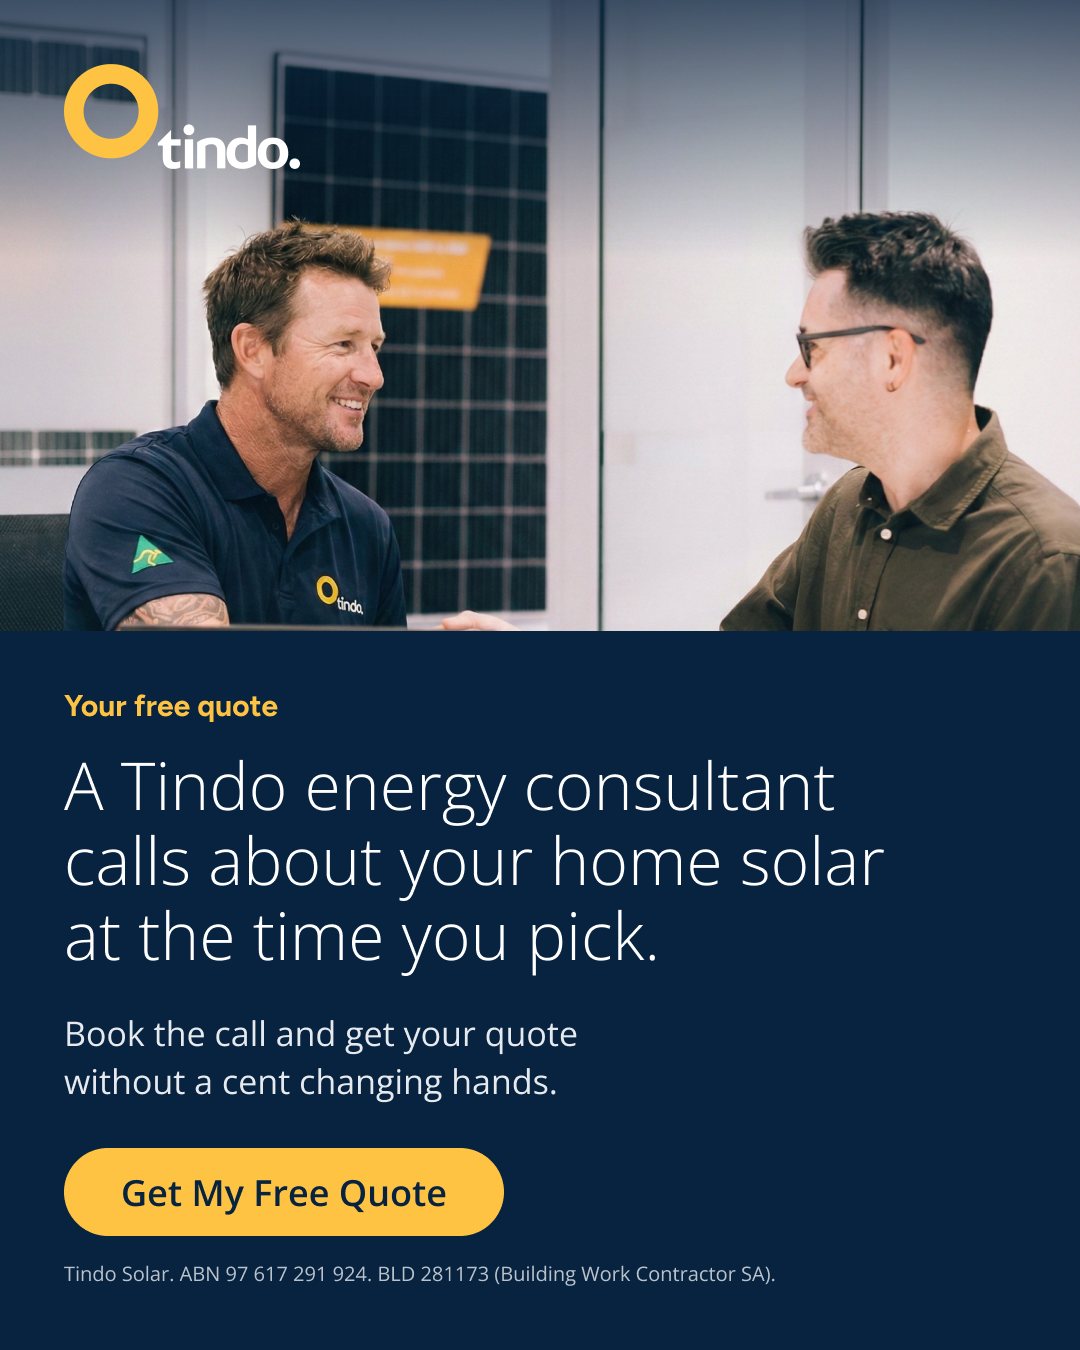 tindo.
tindo.
Your free quote
A Tindo energy consultant
calls about your home solar
at the time you pick.
Book the call and get your quote
without a cent changing hands.
Get My Free Quote
Tindo Solar. ABN 97 617 291 924. BLD 281173 (Building Work Contractor SA).